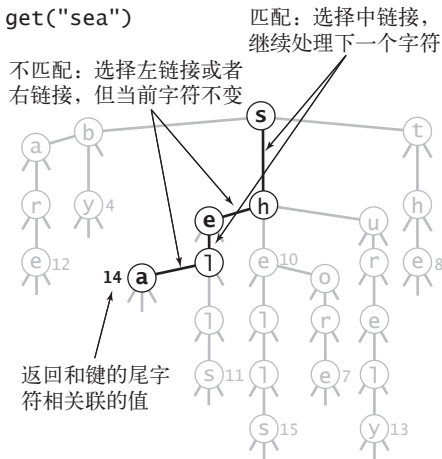 get("sea")
匹配：选择中链接，
继续处理下一个字符
不匹配：选择左链接或者
右链接，但当前字符不变
s
b
t
a
r
y 4
e
h
u
h
14 a
l
e 12
e 10
o
r
e 8
l
l
r
e
s 11
l
e 7
l
返回和键的尾字
符相关联的值
s 15
y 13